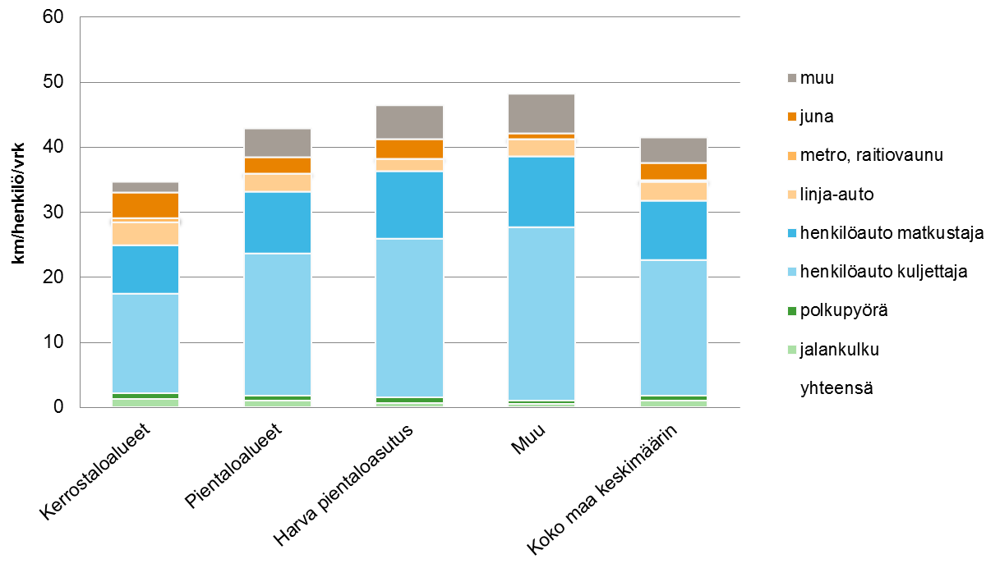 60
50
40
30
20
10
0
km/henkilö/vrk
Kerrostaloalueet
Pientaloalueet
Harva pientaloasutus
Muu
Koko maa keskimäärin
muu
juna
metro, raitiovaunu
linja-auto
henkilöauto matkustaja
henkilöauto kuljettaja
polkupyörä
jalankulku
yhteensä